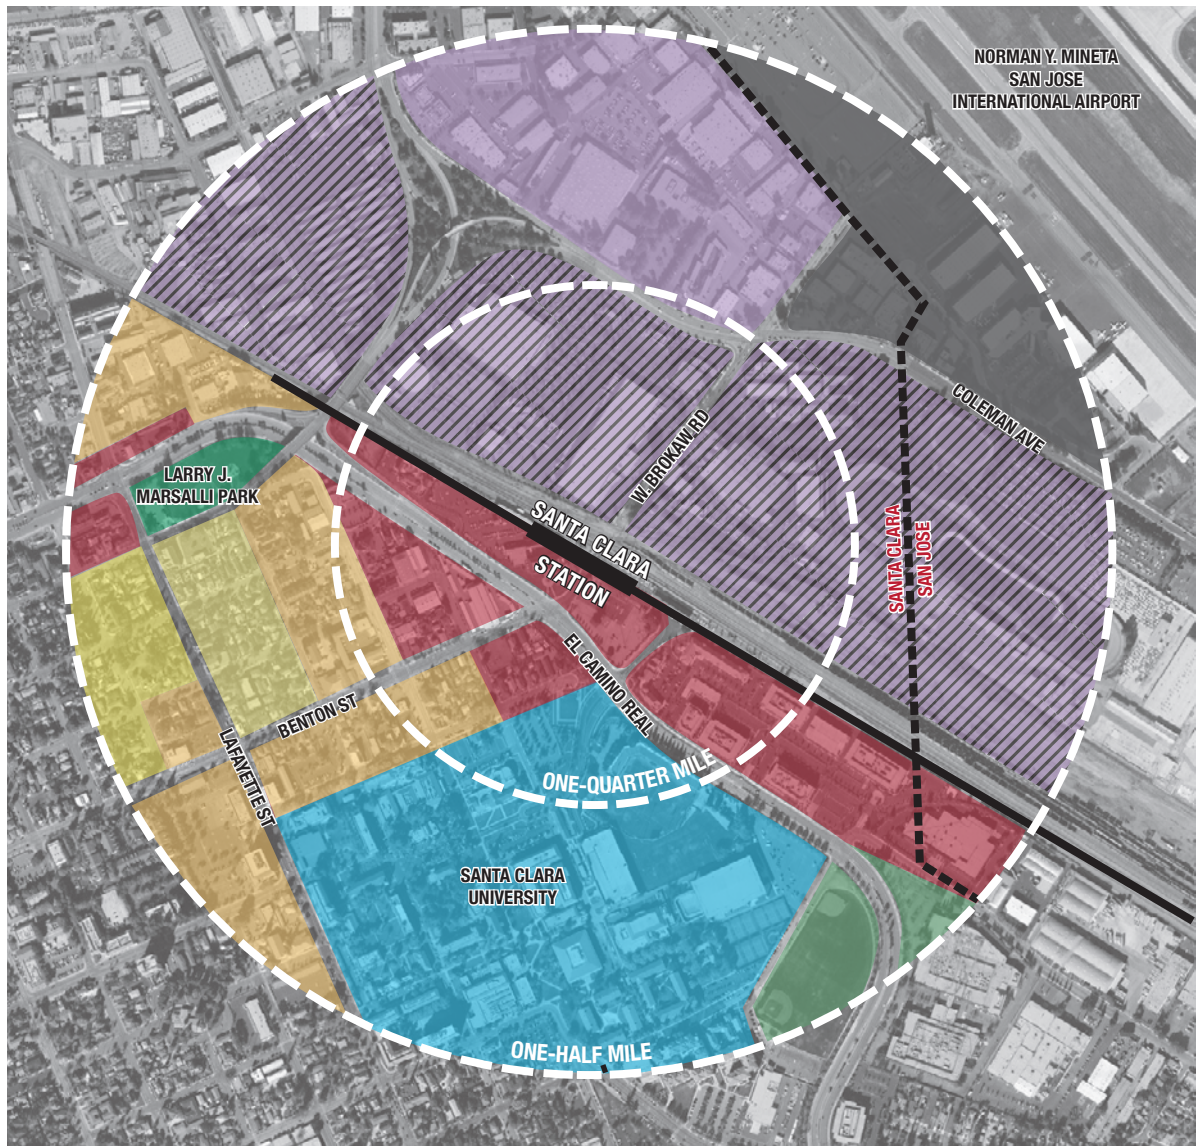 NORMAN Y. MINETA
SAN JOSE
INTERNATIONAL AIRPORT
COLEMAN AVE
W. BROKAW RD
LARRY J.
MARSALLI PARK
SANTA CLARA
STATION
SANTA CLARA
SAN JOSE
EL CAMINO REAL
BENTON ST
LAFAYETTE ST
ONE-QUARTER MILE
SANTA CLARA
UNIVERSITY
ONE-HALF MILE